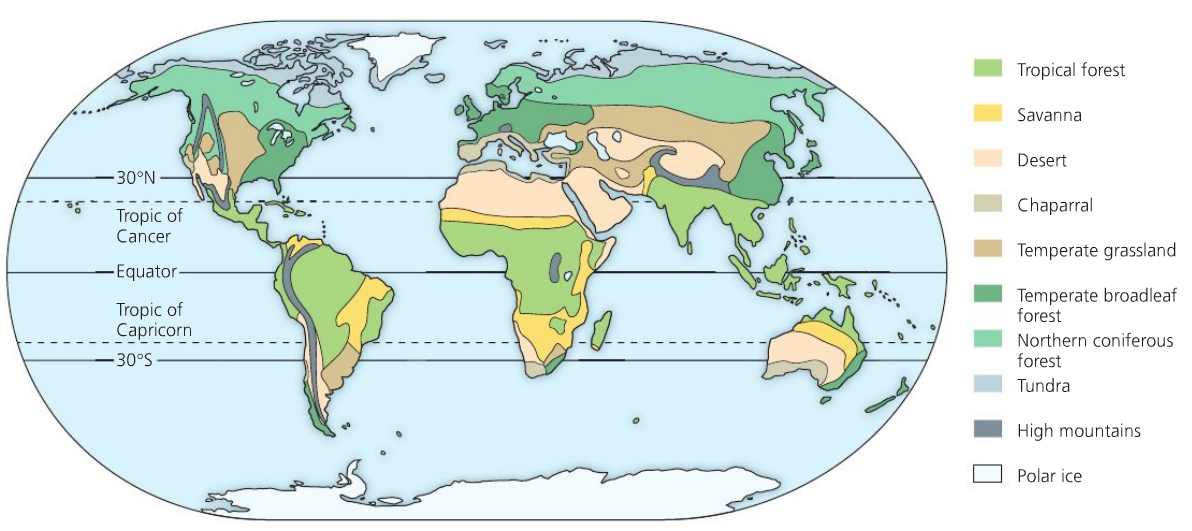 30°N
Tropic of
Cancer
Equator
Tropic of
Capricorn
30°S
Tropical forest
Savanna
Desert
Chaparral
Temperate grassland
Temperate broadleaf
forest
Northern coniferous
forest
Tundra
High mountains
Polar ice